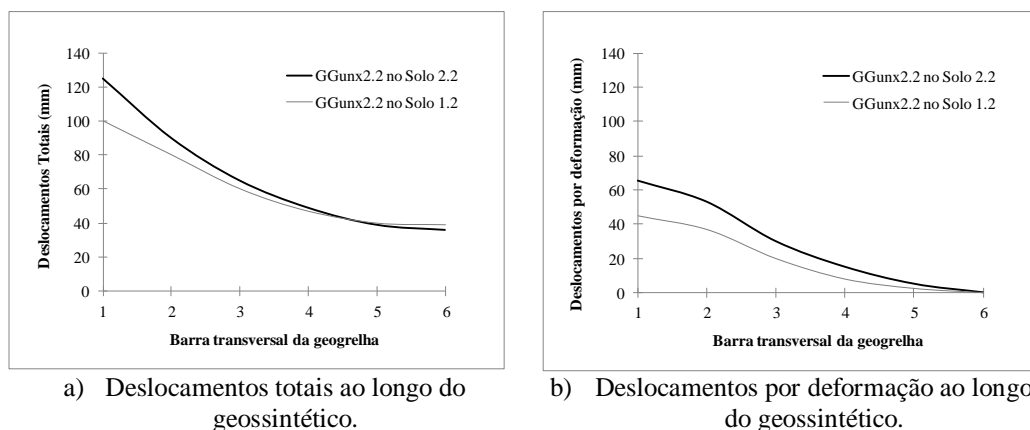 140
120
100
80
60
40
20
0
Deslocamentos Totais (mm)
GGunx2.2 no Solo 2.2
GGunx2.2 no Solo 1.2
1 2 3 4 5 6
Barra transversal da geogrelha
a) Deslocamentos totais ao longo do
geossintético.
140
120
100
80
60
40
20
0
Deslocamentos por deformação (mm)
GGunx2.2 no Solo 2.2
GGunx2.2 no Solo 1.2
1 2 3 4 5 6
Barra transversal da geogrelha
b) Deslocamentos por deformação ao longo
do geossintético.